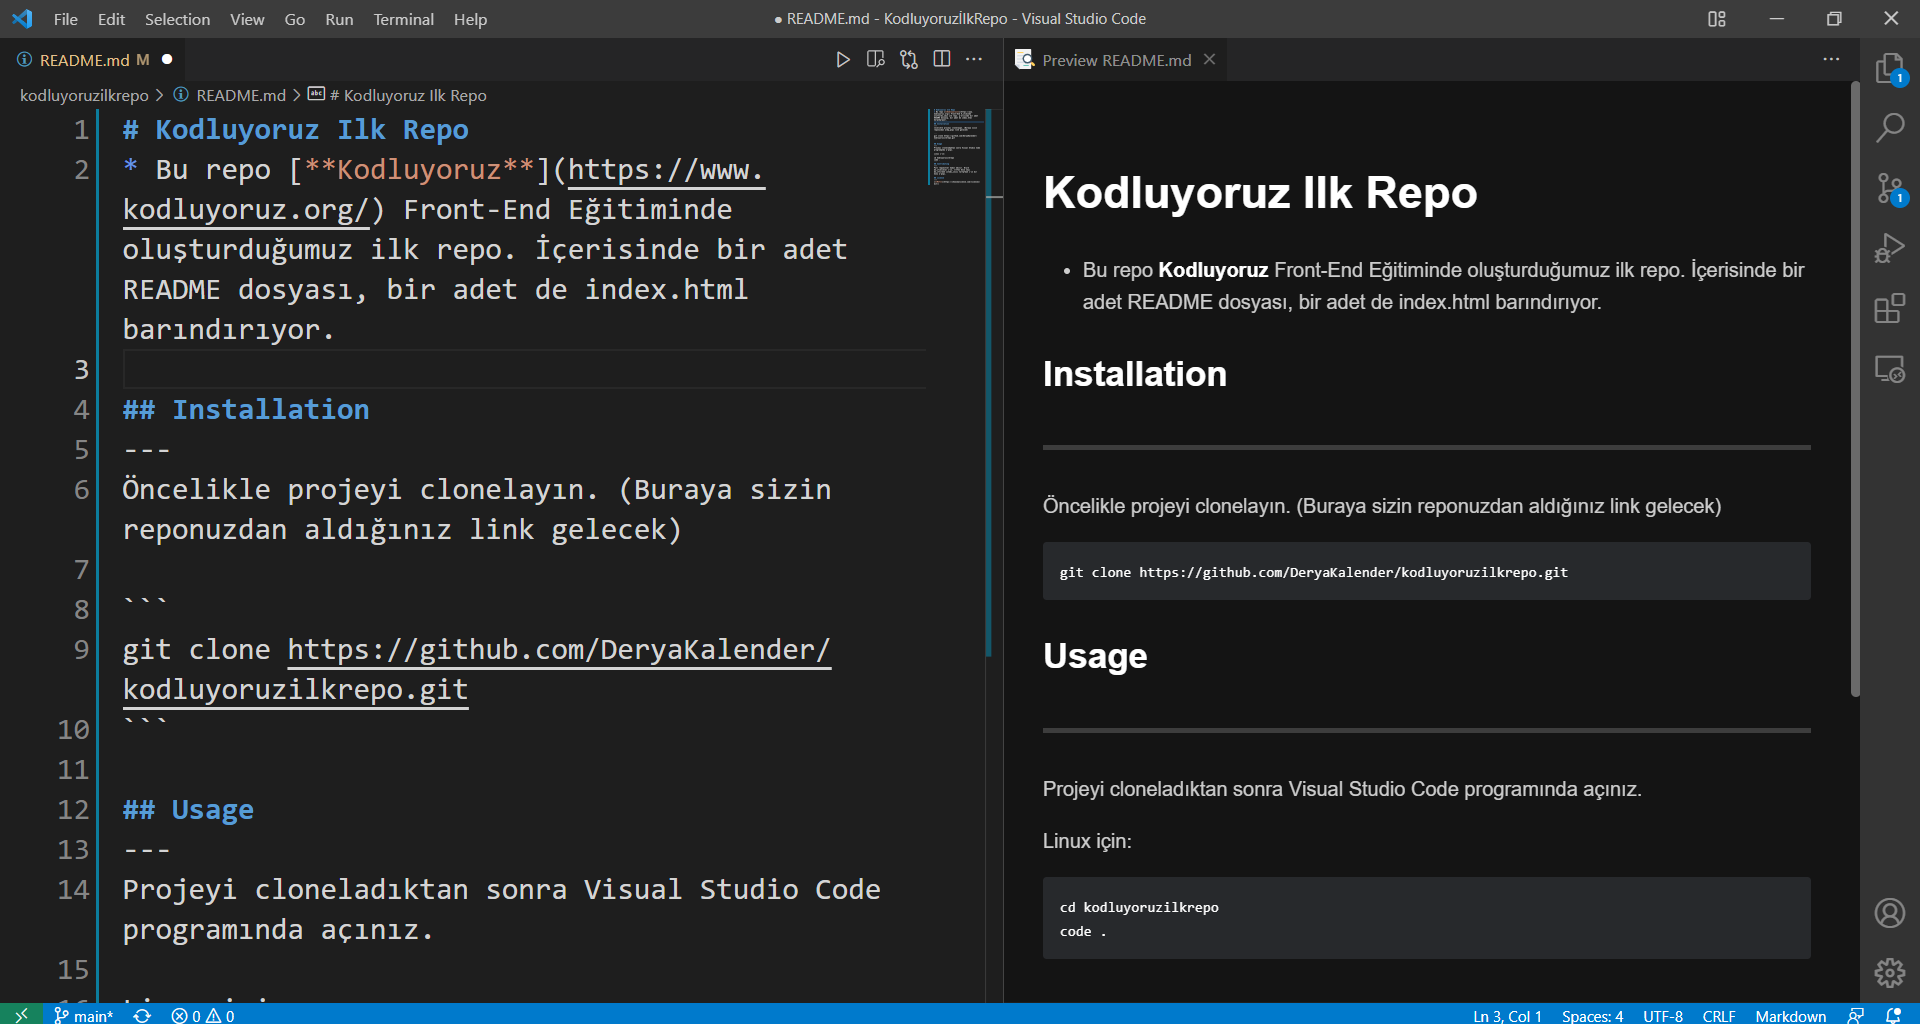 File Edit Selection View Go Run Terminal Help
● README.md - KodluyoruzİlkRepo - Visual Studio Code
README.md M ●
kodluyoruzilkrepo > README.md > # Kodluyoruz Ilk Repo
1 # Kodluyoruz Ilk Repo
2 * Bu repo [**Kodluyoruz**](https://www.
kodluyoruz.org/) Front-End Eğitiminde
oluşturduğumuz ilk repo. İçerisinde bir adet
README dosyası, bir adet de index.html
barındırıyor.
3
4 ## Installation
5 ---
6 Öncelikle projeyi clonelayın. (Buraya sizin
reponuzdan aldığınız link gelecek)
7
8 ```
9 git clone https://github.com/DeryaKalender/
kodluyoruzilkrepo.git
10 ```
11
12 ## Usage
13 ---
14 Projeyi cloneladıktan sonra Visual Studio Code
programında açınız.
15
Preview README.md
Kodluyoruz Ilk Repo
• Bu repo Kodluyoruz Front-End Eğitiminde oluşturduğumuz ilk repo. İçerisinde bir
adet README dosyası, bir adet de index.html barındırıyor.
Installation
Öncelikle projeyi clonelayın. (Buraya sizin reponuzdan aldığınız link gelecek)
git clone https://github.com/DeryaKalender/kodluyoruzilkrepo.git
Usage
Projeyi cloneladıktan sonra Visual Studio Code programında açınız.
Linux için:
cd kodluyoruzilkrepo
code .
1
1
main* 0 0
Ln 3, Col 1 Spaces: 4 UTF-8 CRLF Markdown